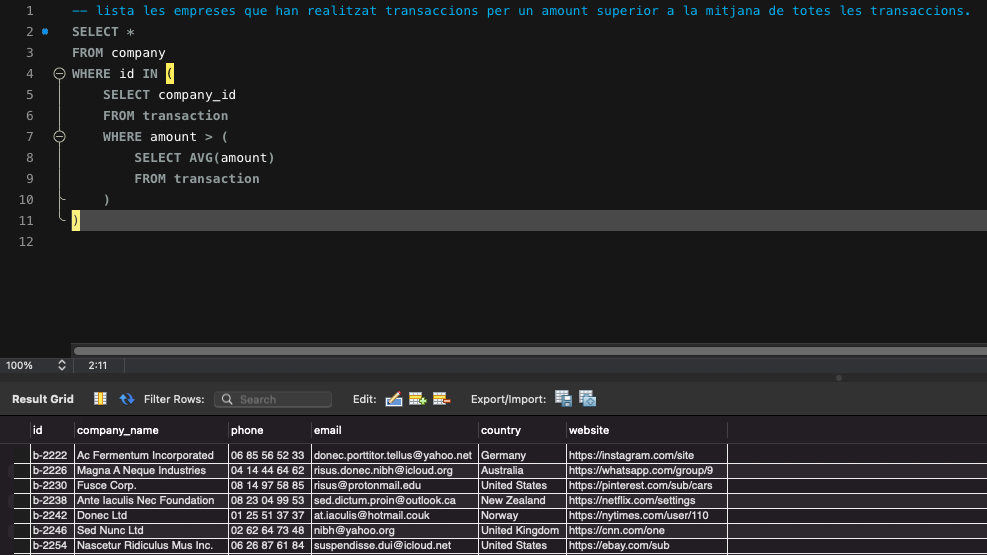 1 -- lista les empreses que han realitzat transaccions per un amount superior a la mitjana de totes les transaccions.
2 SELECT *
3 FROM company
4 WHERE id IN (
5 SELECT company_id
6 FROM transaction
7 WHERE amount > (
8 SELECT AVG(amount)
9 FROM transaction
10 )
11 )
12
100% 2:11
Result Grid Filter Rows: Search Edit: Export/Import:
id company_name phone email country website
b-2222 Ac Fermentum Incorporated 06 85 56 52 33 donec.porttitor.tellus@yahoo.net Germany https://instagram.com/site
b-2226 Magna A Neque Industries 04 14 44 64 62 risus.donec.nibh@icloud.org Australia https://whatsapp.com/group/9
b-2230 Fusce Corp. 08 14 97 58 85 risus@protonmail.edu United States https://pinterest.com/sub/cars
b-2238 Ante Iaculis Nec Foundation 08 23 04 99 53 sed.dictum.proin@outlook.ca New Zealand https://netflix.com/settings
b-2242 Donec Ltd 01 25 51 37 37 at.iaculis@hotmail.couk Norway https://nytimes.com/user/110
b-2246 Sed Nunc Ltd 02 62 64 73 48 nibh@yahoo.org United Kingdom https://cnn.com/one
b-2254 Nascetur Ridiculus Mus Inc. 06 26 87 61 84 suspendisse.dui@icloud.net United States https://ebay.com/sub